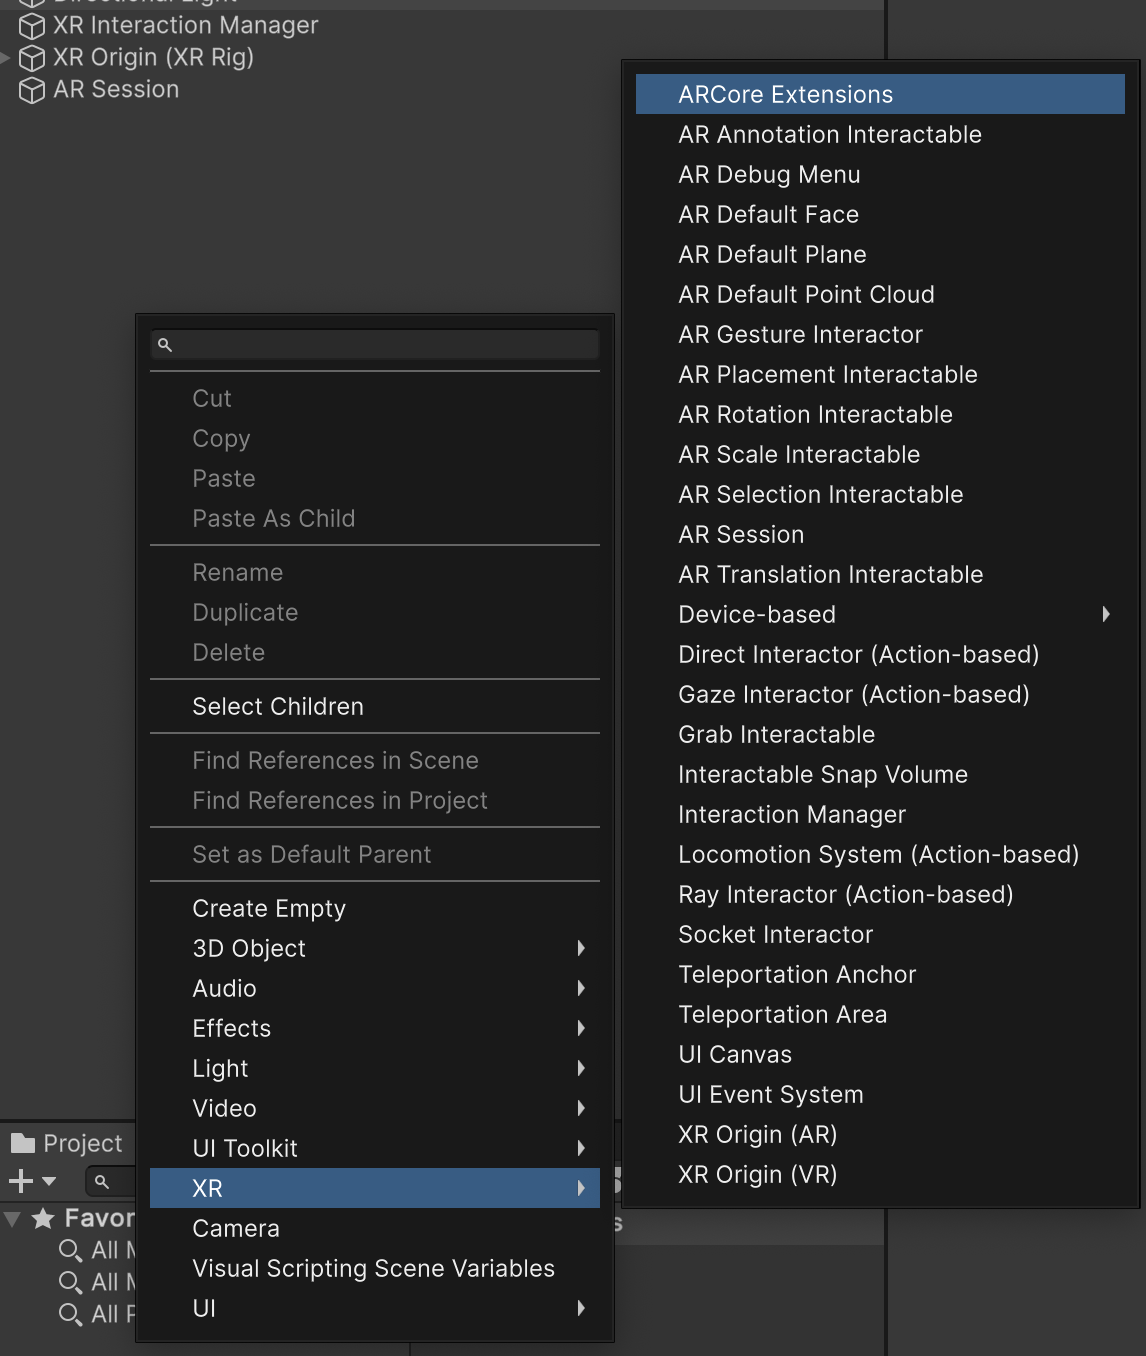 Directional Light
XR Interaction Manager
XR Origin (XR Rig)
AR Session
Cut
Copy
Paste
Paste As Child
Rename
Duplicate
Delete
Select Children
Find References in Scene
Find References in Project
Set as Default Parent
Create Empty
3D Object
Audio
Effects
Light
Video
UI Toolkit
XR
Camera
Visual Scripting Scene Variables
UI
ARCore Extensions
AR Annotation Interactable
AR Debug Menu
AR Default Face
AR Default Plane
AR Default Point Cloud
AR Gesture Interactor
AR Placement Interactable
AR Rotation Interactable
AR Scale Interactable
AR Selection Interactable
AR Session
AR Translation Interactable
Device-based
Direct Interactor (Action-based)
Gaze Interactor (Action-based)
Grab Interactable
Interactable Snap Volume
Interaction Manager
Locomotion System (Action-based)
Ray Interactor (Action-based)
Socket Interactor
Teleportation Anchor
Teleportation Area
UI Canvas
UI Event System
XR Origin (AR)
XR Origin (VR)
Project
Favor
All M
All M
All P